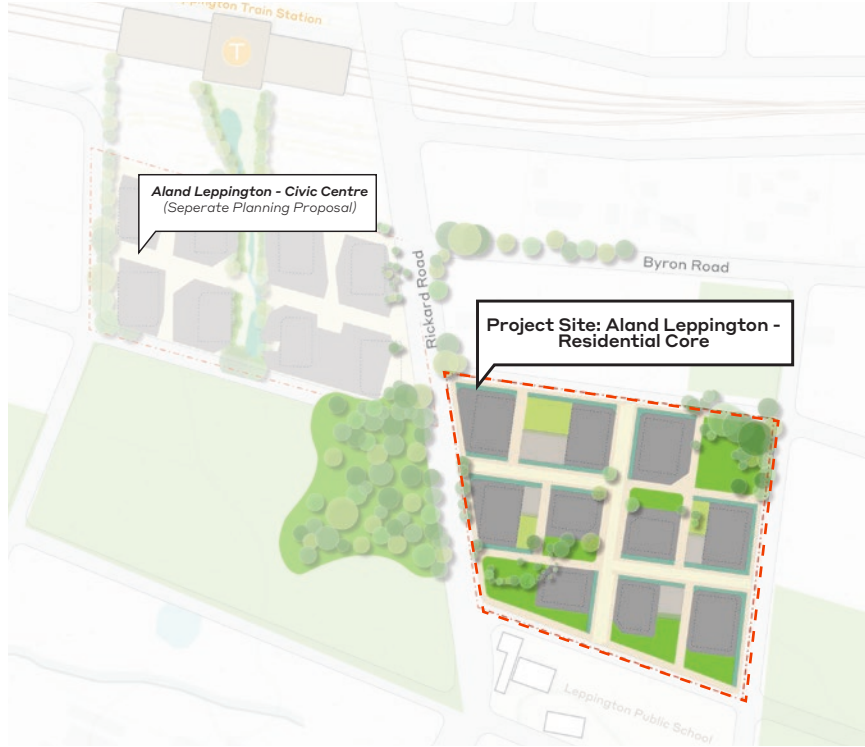 ppington Train Station
T
Aland Leppington - Civic Centre
(Seperate Planning Proposal)
Rickard Road
Byron Road
Project Site: Aland Leppington -
Residential Core
Leppington Public School